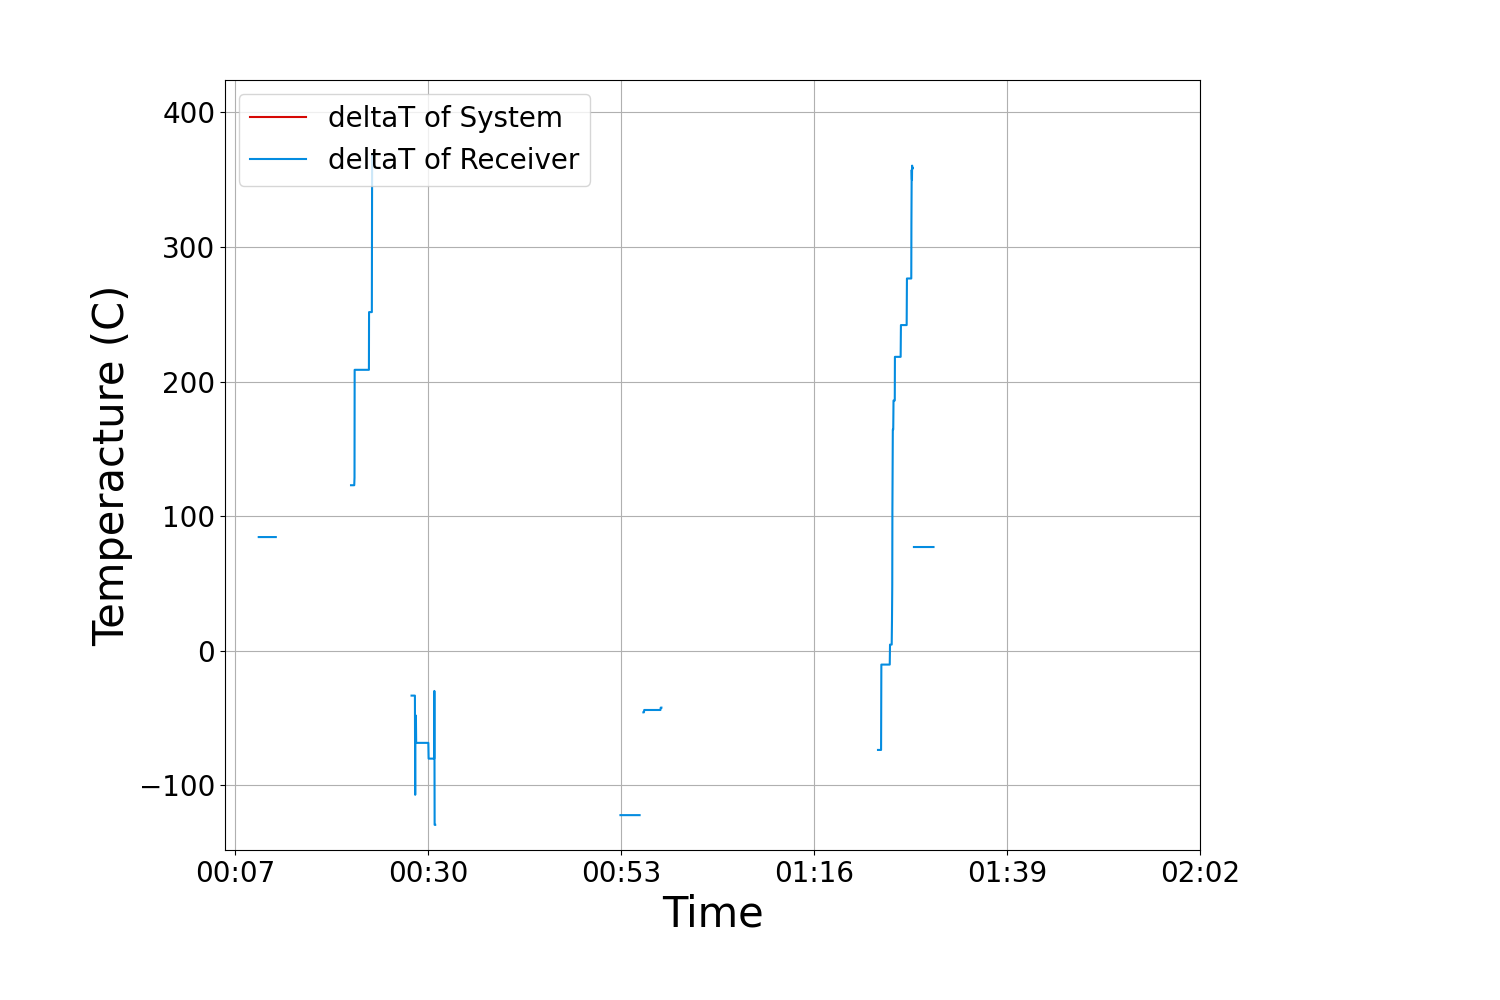 deltaT of System
deltaT of Receiver
400
300
200
100
0
−100
Temperacture (C)
00:07 00:30 00:53 01:16 01:39 02:02
Time